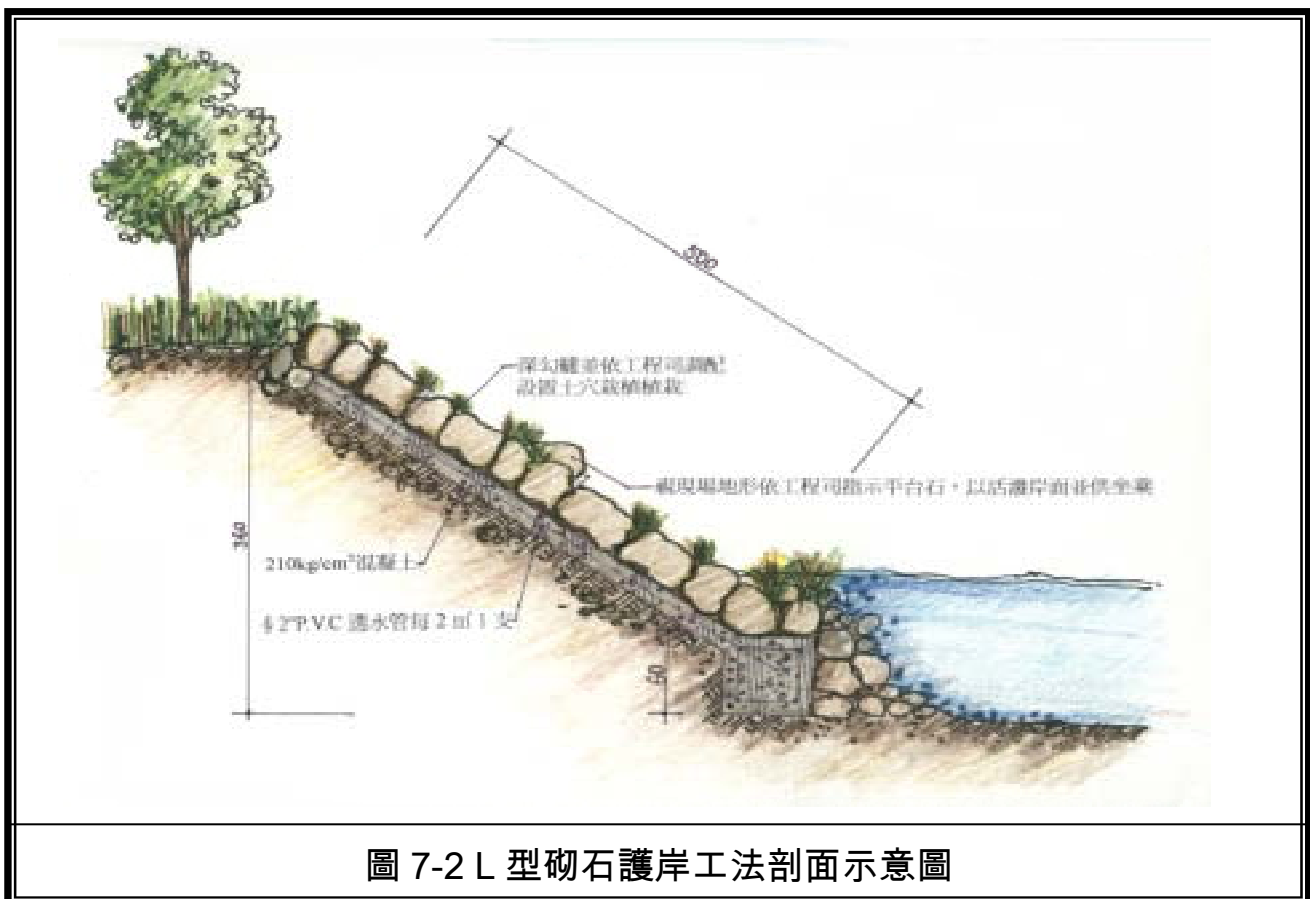 500
深勾縫並依工程司調配
設置土穴栽植植栽
視現場地形依工程司指示平台石，以活護岸面並供坐乘
350
210kg/cm²混凝土
50
∮2"P.V.C 透水管每 2 ㎡ 1 支
圖 7-2 L 型砌石護岸工法剖面示意圖